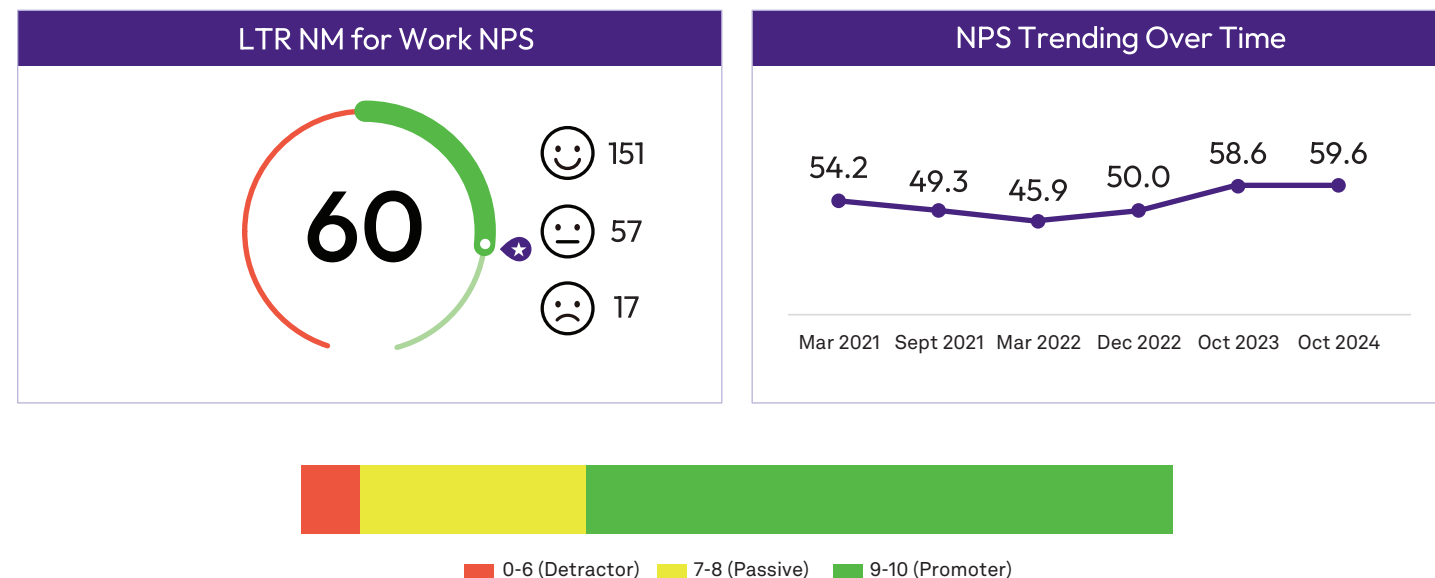 LTR NM for Work NPS
60
151
57
17
NPS Trending Over Time
54.2 49.3 45.9 50.0 58.6 59.6
Mar 2021 Sept 2021 Mar 2022 Dec 2022 Oct 2023 Oct 2024
0-6 (Detractor) 7-8 (Passive) 9-10 (Promoter)